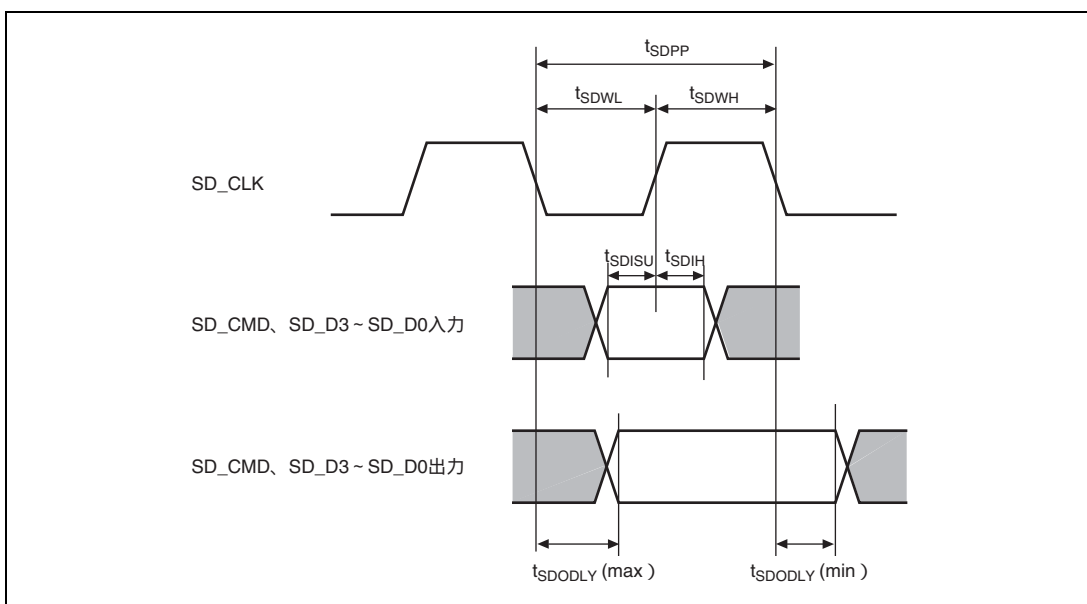 tSDPP
tSDWL tSDWH
SD_CLK
tSDISU tSDIH
SD_CMD、SD_D3 ~ SD_D0入力
SD_CMD、SD_D3 ~ SD_D0出力
tSDODLY (max) tSDODLY (min)